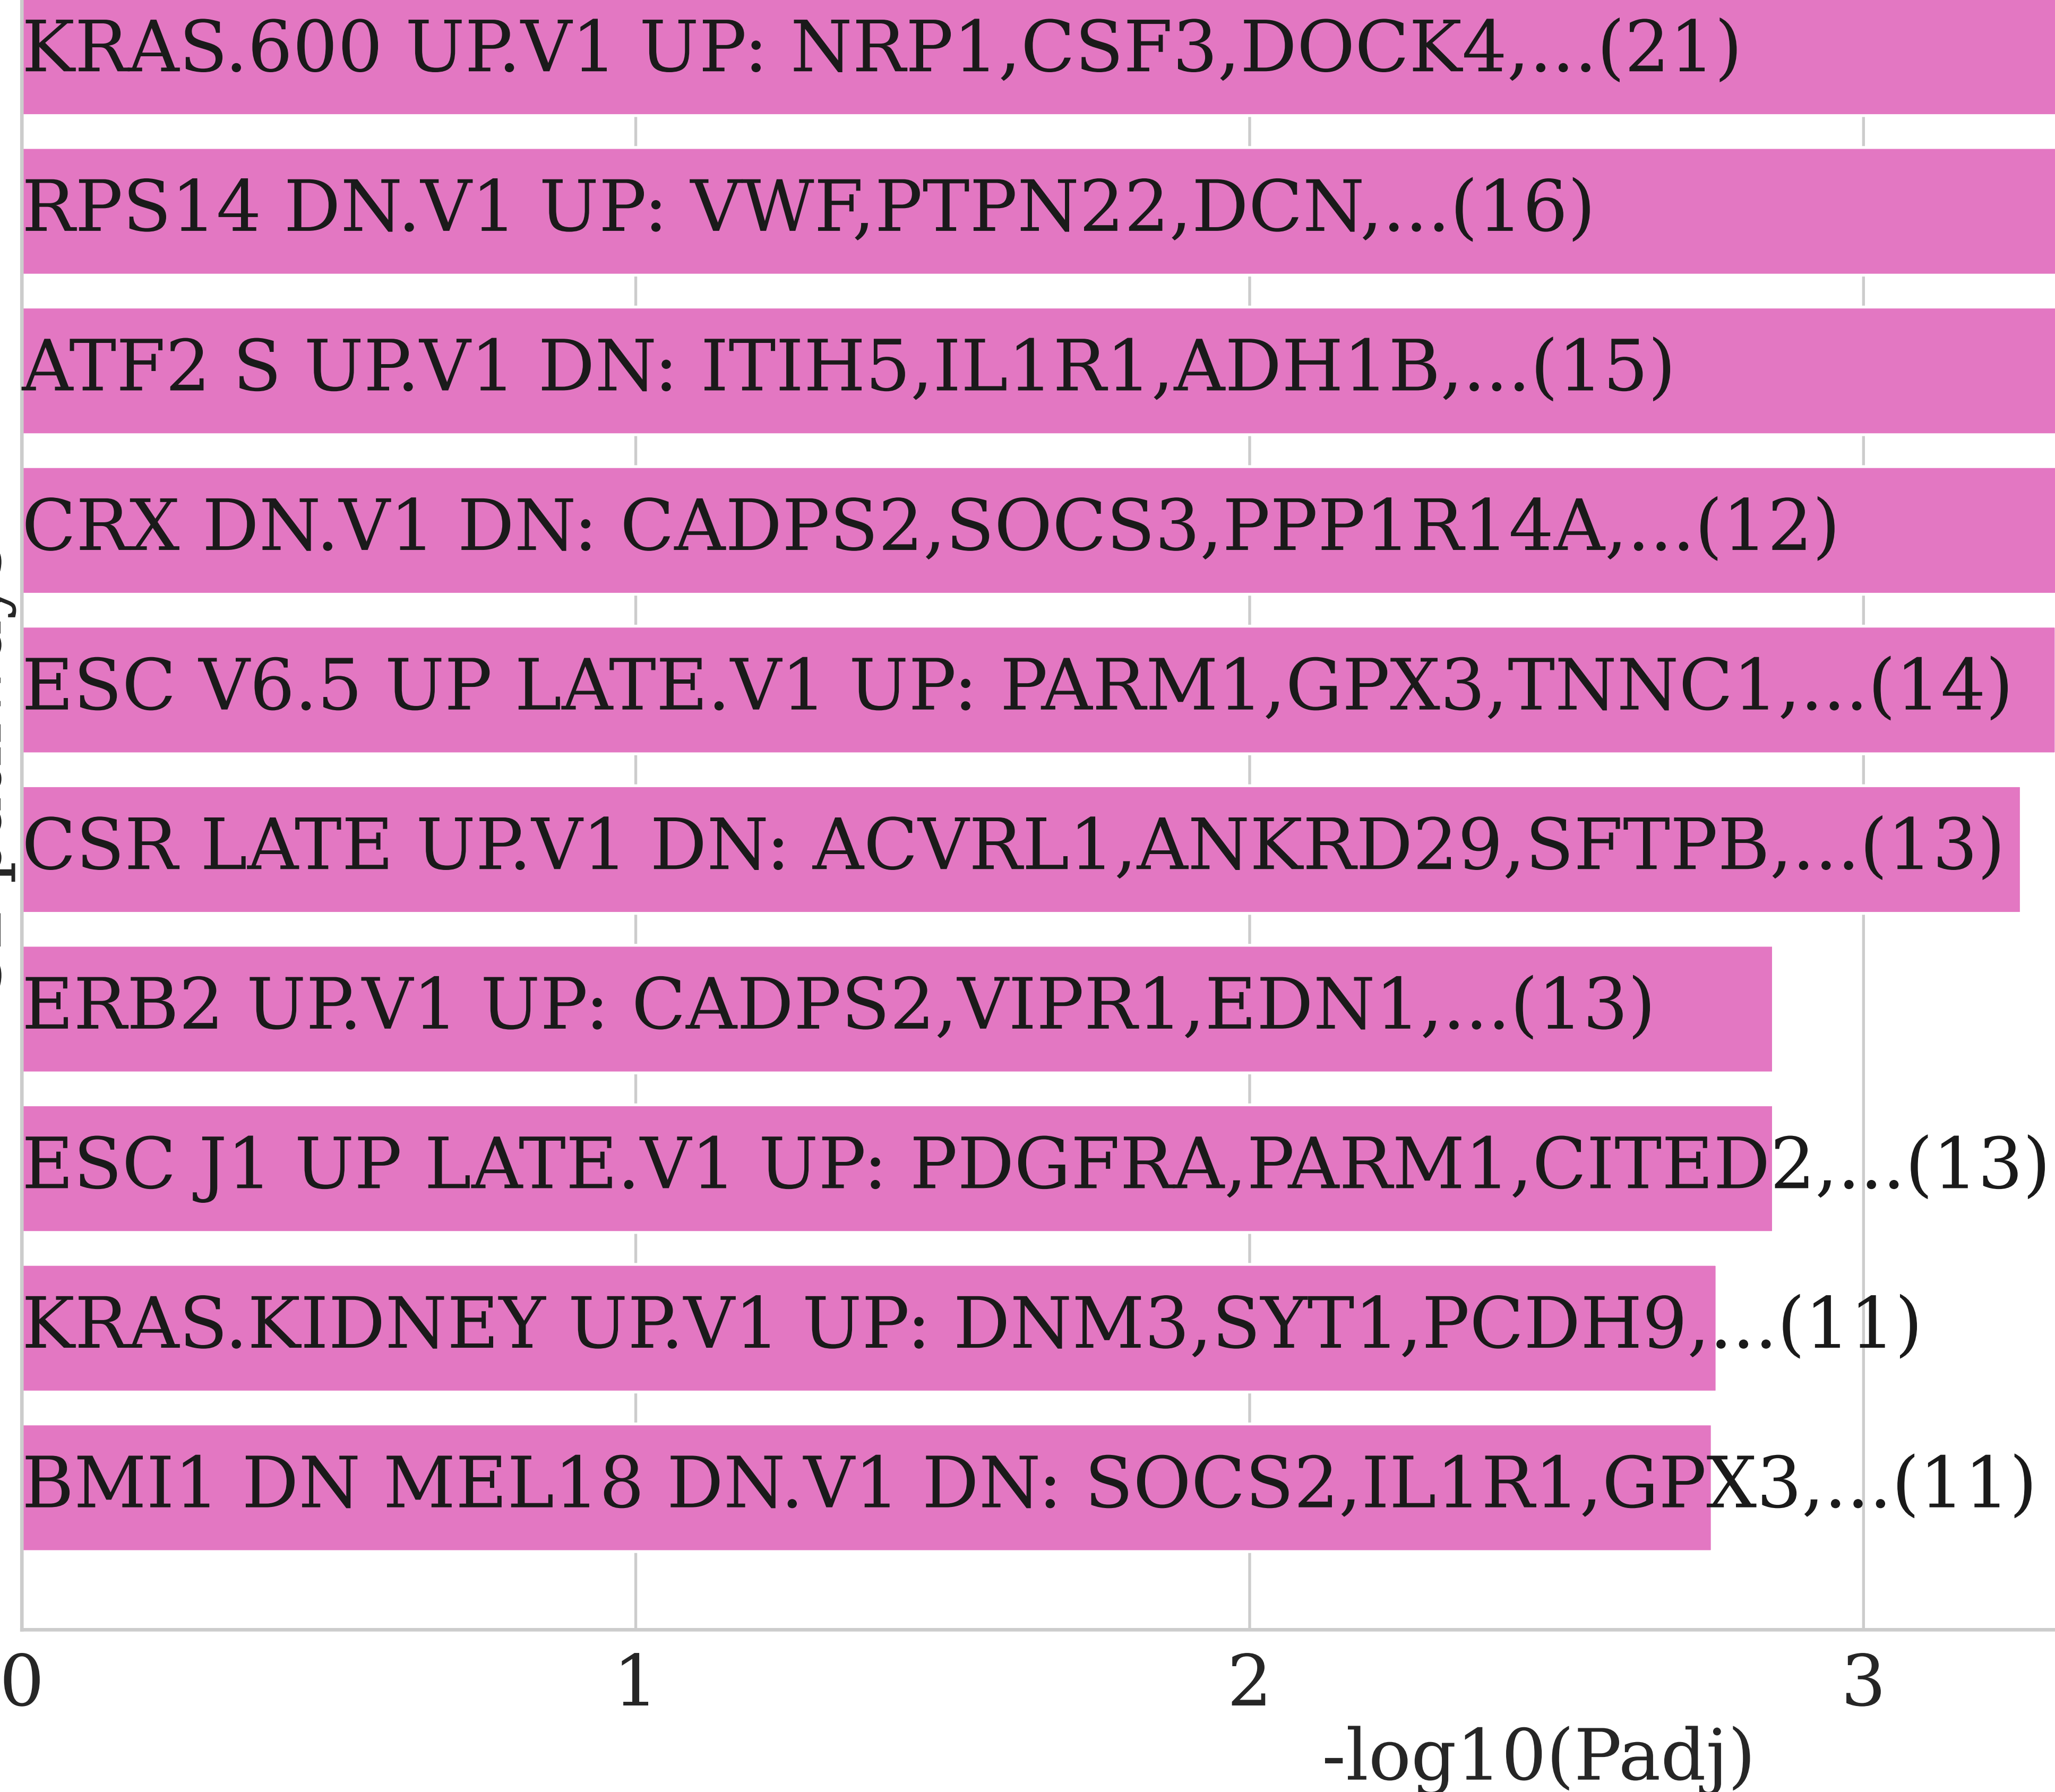 KRAS.600 UP.V1 UP: NRP1,CSF3,DOCK4,...(21)
RPS14 DN.V1 UP: VWF,PTPN22,DCN,...(16)
ATF2 S UP.V1 DN: ITIH5,IL1R1,ADH1B,...(15)
CRX DN.V1 DN: CADPS2,SOCS3,PPP1R14A,...(12)
ESC V6.5 UP LATE.V1 UP: PARM1,GPX3,TNNC1,...(14)
CSR LATE UP.V1 DN: ACVRL1,ANKRD29,SFTPB,...(13)
ERB2 UP.V1 UP: CADPS2,VIPR1,EDN1,...(13)
ESC J1 UP LATE.V1 UP: PDGFRA,PARM1,CITED2,...(13)
KRAS.KIDNEY UP.V1 UP: DNM3,SYT1,PCDH9,...(11)
BMI1 DN MEL18 DN.V1 DN: SOCS2,IL1R1,GPX3,...(11)
0 1 2 3
-log10(Padj)